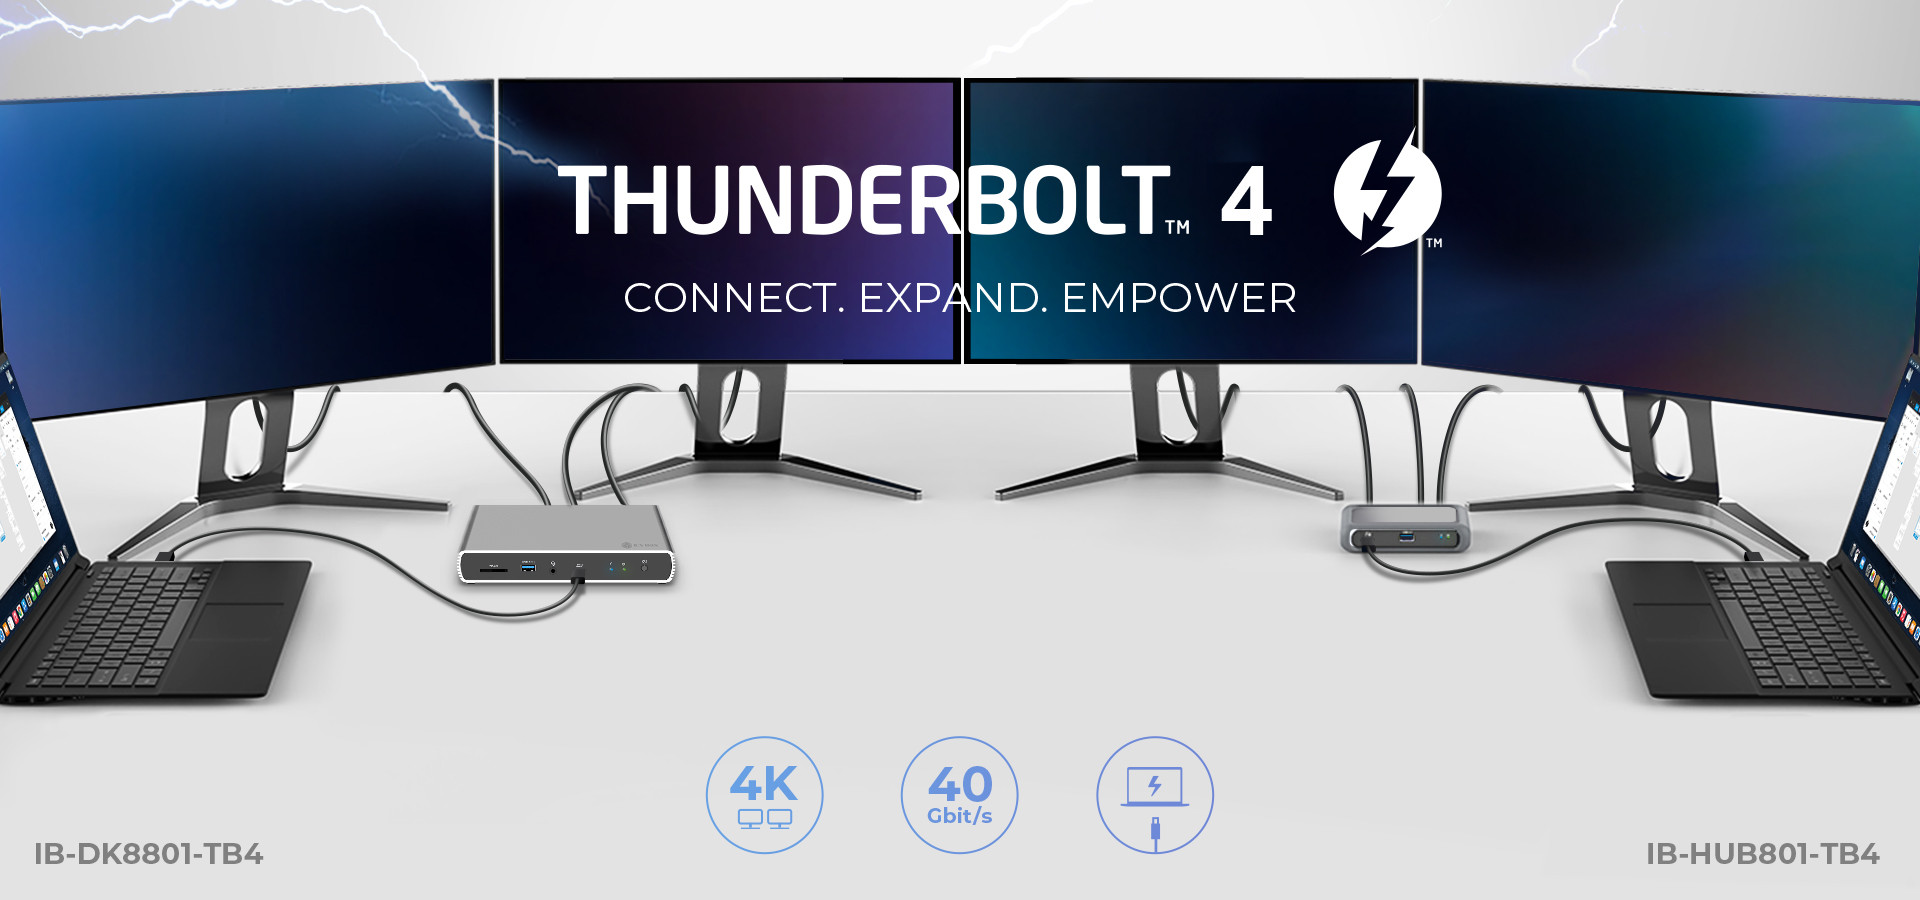 THUNDERBOLT™ 4
™
CONNECT. EXPAND. EMPOWER
4K
40
Gbit/s
IB-DK8801-TB4
IB-HUB801-TB4